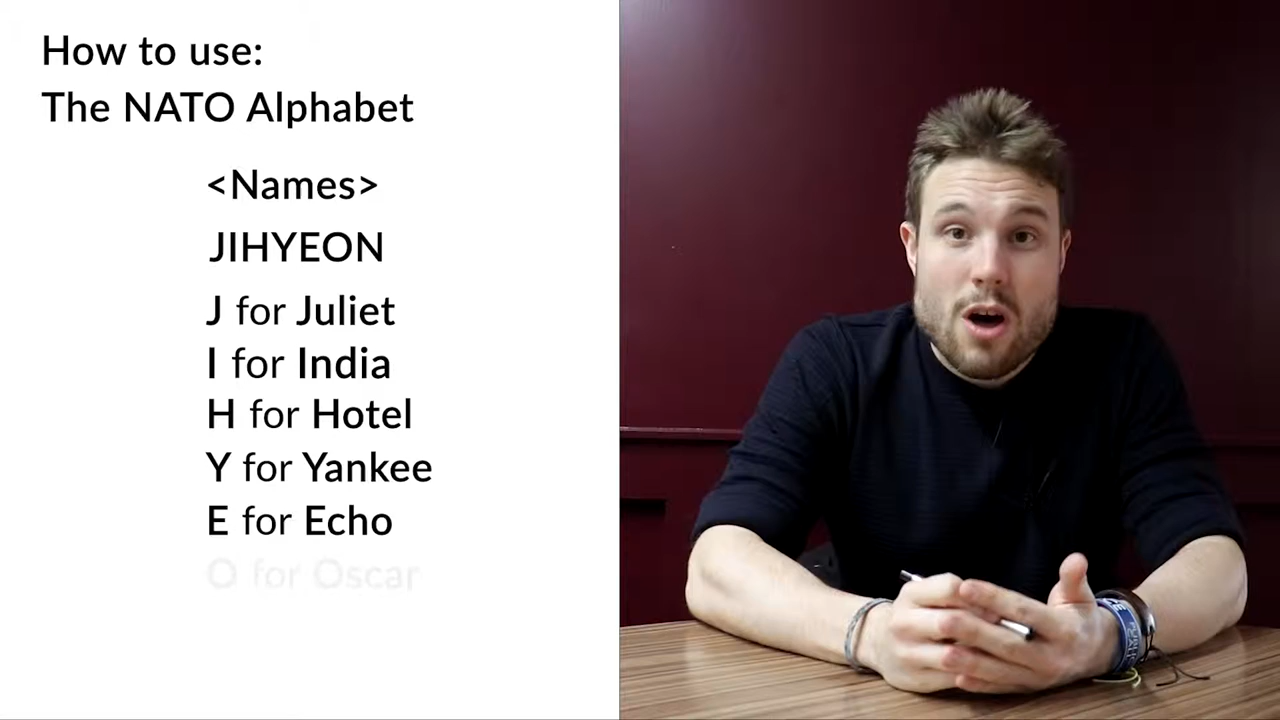 How to use:
The NATO Alphabet
<Names>
JIHYEON
J for Juliet
I for India
H for Hotel
Y for Yankee
E for Echo
O for Oscar